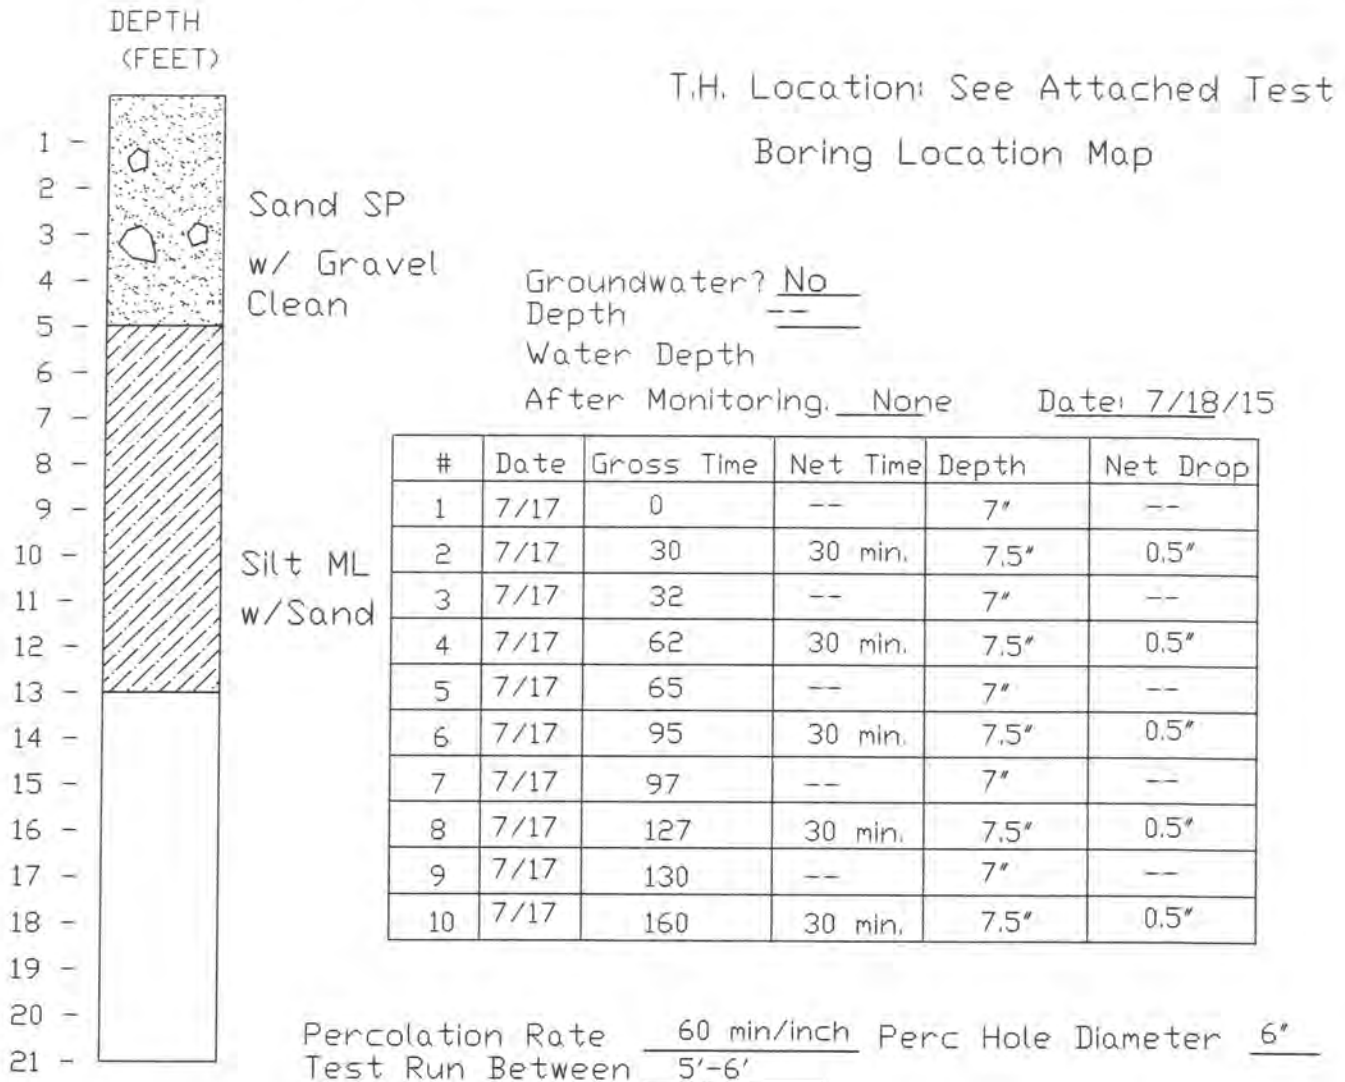 DEPTH
(FEET)
T.H. Location: See Attached Test
Boring Location Map
1 -
2 -
3 -
4 -
5 -
6 -
7 -
8 -
9 -
10 -
11 -
12 -
13 -
14 -
15 -
16 -
17 -
18 -
19 -
20 -
21 -
Sand SP
w/ Gravel
Clean
Silt ML
w/Sand
Groundwater? No
Depth --
Water Depth
After Monitoring. None Date: 7/18/15
# Date Gross Time Net Time Depth Net Drop
1 7/17 0 -- 7" --
2 7/17 30 30 min. 7.5" 0.5"
3 7/17 32 -- 7" --
4 7/17 62 30 min. 7.5" 0.5"
5 7/17 65 -- 7" --
6 7/17 95 30 min. 7.5" 0.5"
7 7/17 97 -- 7" --
8 7/17 127 30 min. 7.5" 0.5"
9 7/17 130 -- 7" --
10 7/17 160 30 min. 7.5" 0.5"
Percolation Rate 60 min/inch Perc Hole Diameter 6"
Test Run Between 5'-6'